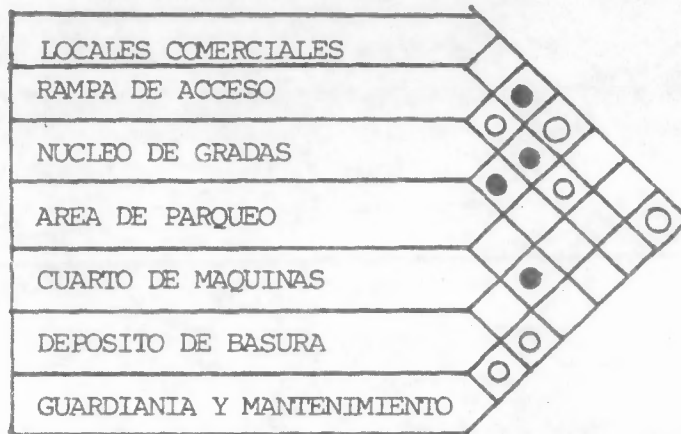 LOCALES COMERCIALES
RAMPA DE ACCESO
NUCLEO DE GRADAS
AREA DE PARQUEO
CUARTO DE MAQUINAS
DEPOSITO DE BASURA
GUARDIANIA Y MANTENIMIENTO